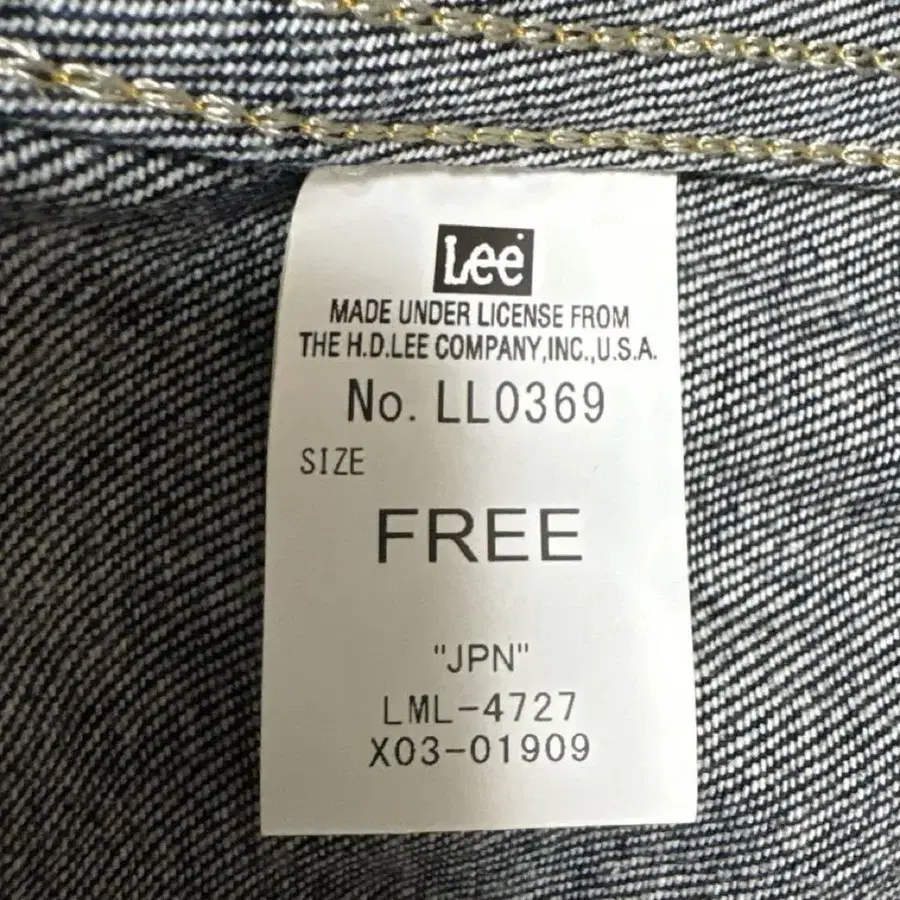 Lee
MADE UNDER LICENSE FROM
THE H.D.LEE COMPANY,INC.,U.S.A.
No. LL0369
SIZE
FREE
"JPN"
LML-4727
X03-01909